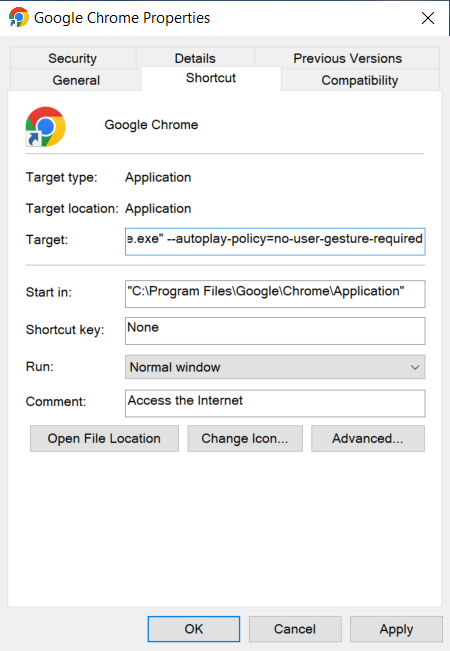 Google Chrome Properties
Security Details Previous Versions
General Shortcut Compatibility
Google Chrome
Target type: Application
Target location: Application
Target: e.exe" --autoplay-policy=no-user-gesture-required
Start in: "C:\Program Files\Google\Chrome\Application"
Shortcut key: None
Run: Normal window
Comment: Access the Internet
Open File Location Change Icon... Advanced...
OK Cancel Apply